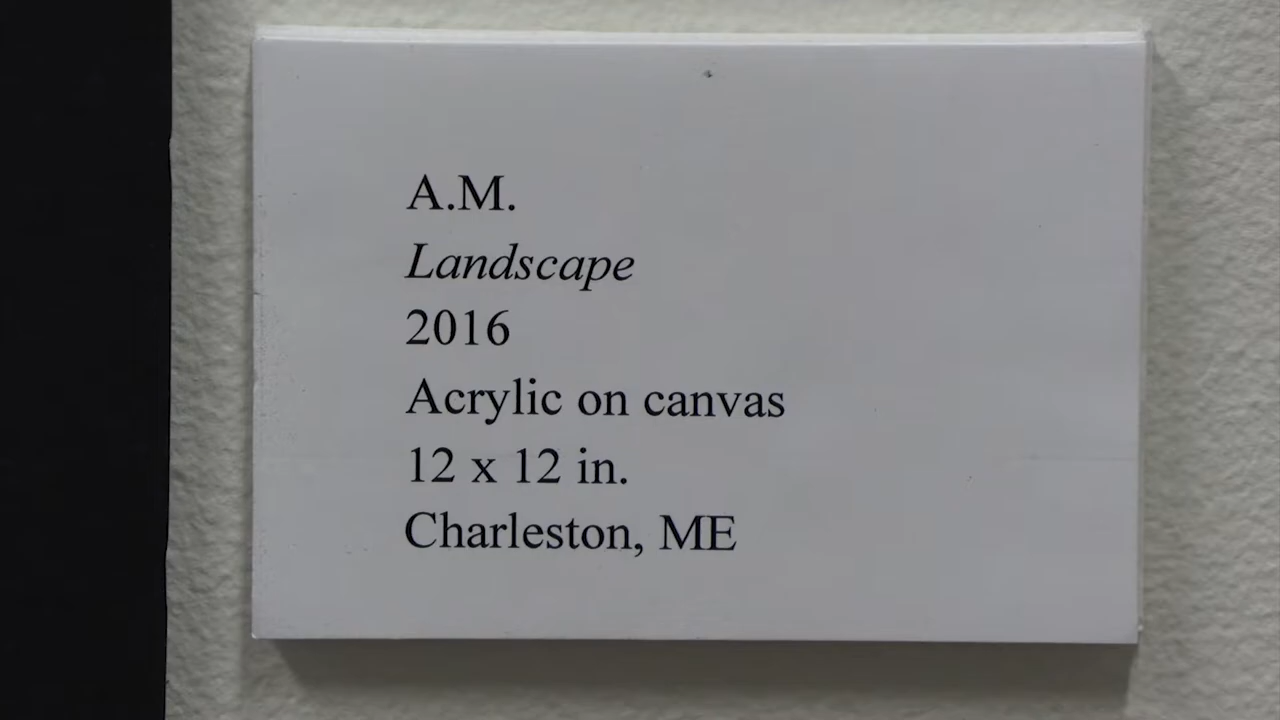 A.M.
Landscape
2016
Acrylic on canvas
12 x 12 in.
Charleston, ME